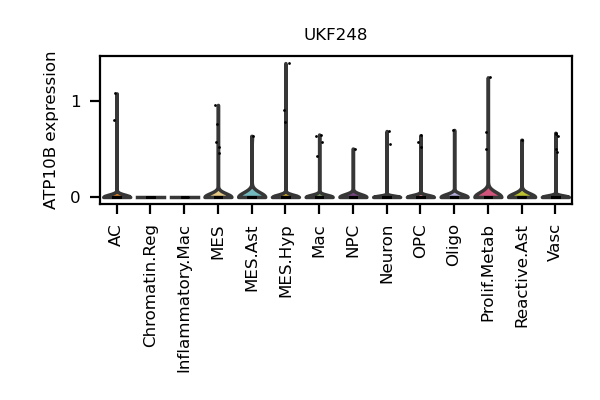 UKF248
ATP10B expression
1
0
AC
Chromatin.Reg
Inflammatory.Mac
MES
MES.Ast
MES.Hyp
Mac
NPC
Neuron
OPC
Oligo
Prolif.Metab
Reactive.Ast
Vasc